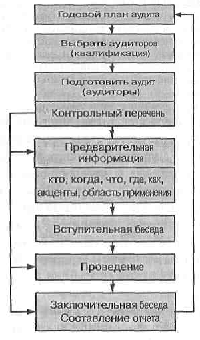 Годовой план аудита
Выбрать аудиторов
(квалификация)
Подготовить аудит
(аудиторы)
Контрольный перечень
Предварительная
информация
кто, когда, что, где, как,
акценты, область применения
Вступительная беседа
Проведение
Заключительная беседа
Составление отчета